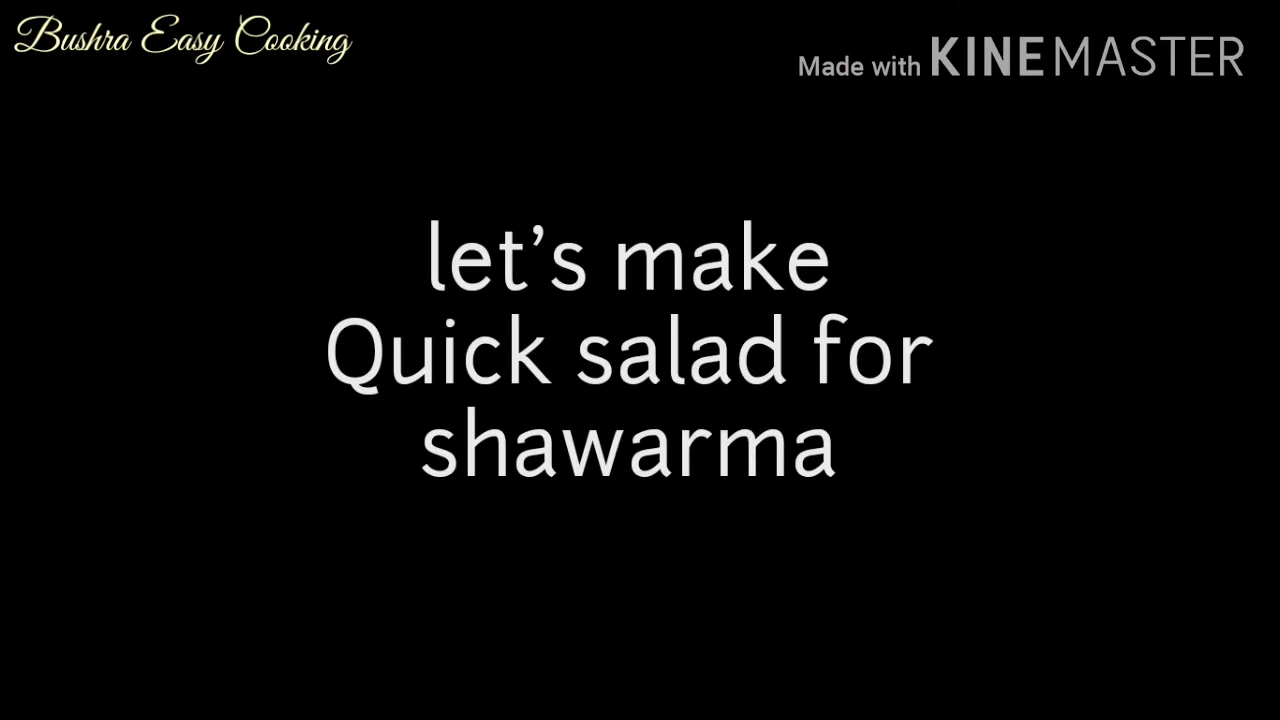 Bushra Easy Cooking
Made with KINEMASTER
let’s make
Quick salad for
shawarma